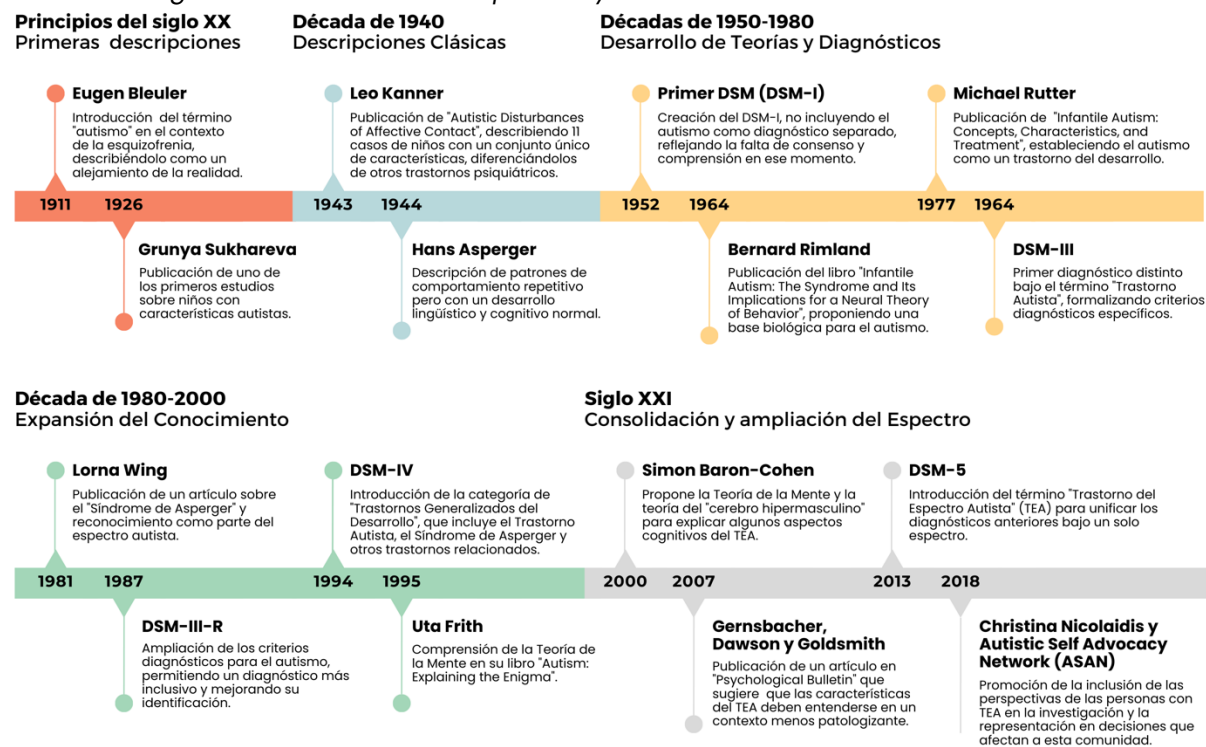 Principios del siglo XX
Primeras descripciones
Década de 1940
Descripciones Clásicas
Décadas de 1950-1980
Desarrollo de Teorías y Diagnósticos
Eugen Bleuler
Introducción del término
"autismo" en el contexto
de la esquizofrenia,
describiéndolo como un
alejamiento de la realidad.
Leo Kanner
Publicación de "Autistic Disturbances
of Affective Contact", describiendo 11
casos de niños con un conjunto único
de características, diferenciándolos
de otros trastornos psiquiátricos.
Primer DSM (DSM-I)
Creación del DSM-I, no incluyendo el
autismo como diagnóstico separado,
reflejando la falta de consenso y
comprensión en ese momento.
Michael Rutter
Publicación de "Infantile Autism:
Concepts, Characteristics, and
Treatment", estableciendo el autismo
como un trastorno del desarrollo.
1911 1926 1943 1944 1952 1964 1977 1964
Grunya Sukhareva
Publicación de uno de
los primeros estudios
sobre niños con
características autistas.
Hans Asperger
Descripción de patrones de
comportamiento repetitivo
pero con un desarrollo
lingüístico y cognitivo normal.
Bernard Rimland
Publicación del libro "Infantile
Autism: The Syndrome and Its
Implications for a Neural Theory
of Behavior", proponiendo una
base biológica para el autismo.
DSM-III
Primer diagnóstico distinto
bajo el término "Trastorno
Autista", formalizando criterios
diagnósticos específicos.
Década de 1980-2000
Expansión del Conocimiento
Siglo XXI
Consolidación y ampliación del Espectro
Lorna Wing
Publicación de un artículo sobre
el "Síndrome de Asperger" y
reconocimiento como parte del
espectro autista.
DSM-IV
Introducción de la categoría de
"Trastornos Generalizados del
Desarrollo", que incluye el Trastorno
Autista, el Síndrome de Asperger y
otros trastornos relacionados.
Simon Baron-Cohen
Propone la Teoría de la Mente y la
teoría del "cerebro hipermasculino"
para explicar algunos aspectos
cognitivos del TEA.
DSM-5
Introducción del término "Trastorno del
Espectro Autista" (TEA) para unificar los
diagnósticos anteriores bajo un solo
espectro.
1981 1987 1994 1995 2000 2007 2013 2018
DSM-III-R
Ampliación de los criterios
diagnósticos para el autismo,
permitiendo un diagnóstico más
inclusivo y mejorando su
identificación.
Uta Frith
Comprensión de la Teoría de
la Mente en su libro "Autism:
Explaining the Enigma".
Gernsbacher,
Dawson y Goldsmith
Publicación de un artículo en
"Psychological Bulletin" que
sugiere que las características
del TEA deben entenderse en un
contexto menos patologizante.
Christina Nicolaidis y
Autistic Self Advocacy
Network (ASAN)
Promoción de la inclusión de las
perspectivas de las personas con
TEA en la investigación y la
representación en decisiones que
afectan a esta comunidad.